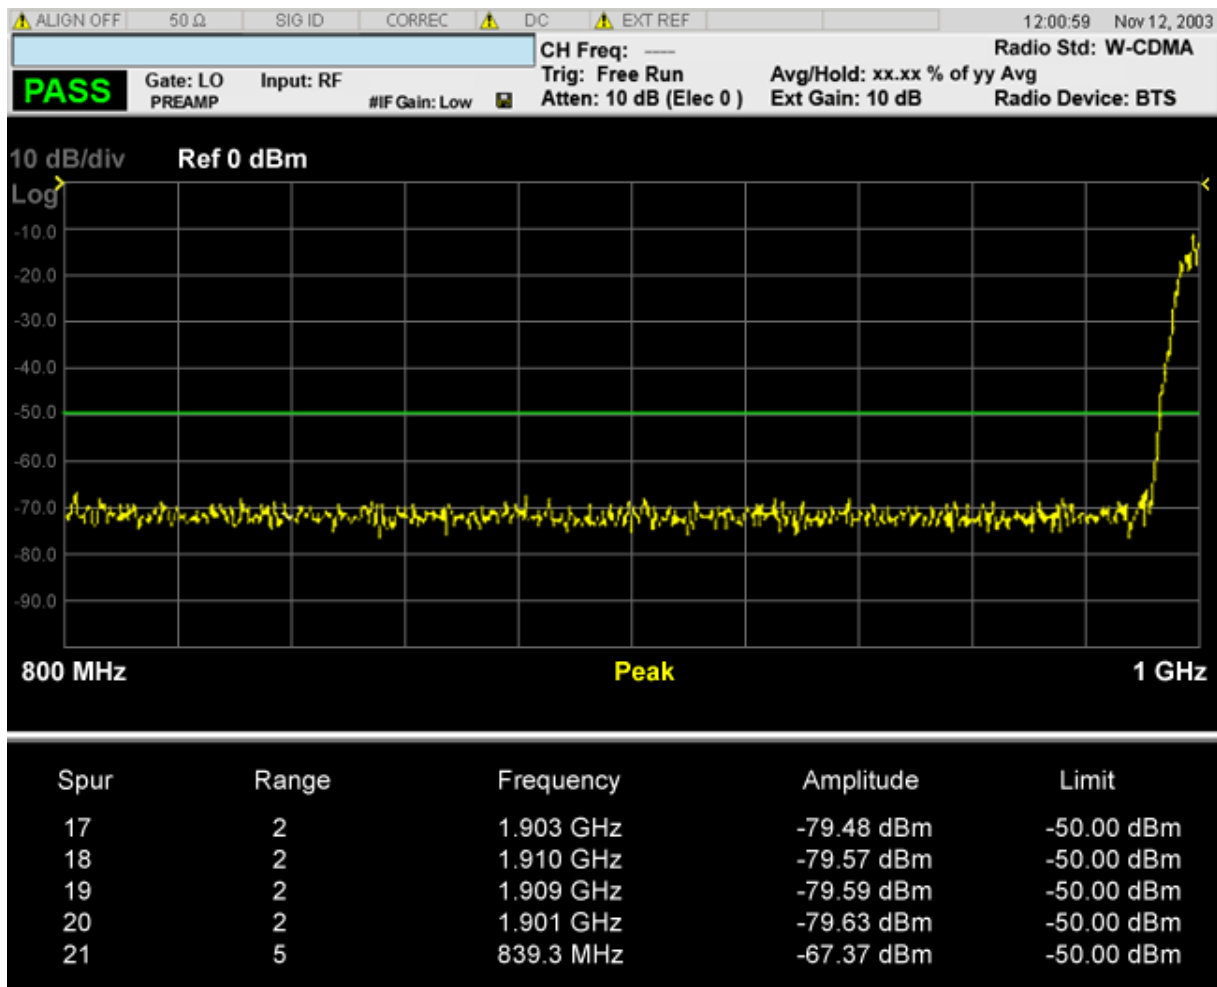 ALIGN OFF 50 Ω SIG ID CORREC DC EXT REF 12:00:59 Nov 12, 2003
CH Freq: ---- Radio Std: W-CDMA
PASS Gate: LO Input: RF Trig: Free Run Avg/Hold: xx.xx % of yy Avg
PREAMP #IF Gain: Low Atten: 10 dB (Elec 0 ) Ext Gain: 10 dB Radio Device: BTS
10 dB/div Ref 0 dBm
Log
-10.0
-20.0
-30.0
-40.0
-50.0
-60.0
-70.0
-80.0
-90.0
800 MHz Peak 1 GHz
Spur Range Frequency Amplitude Limit
17 2 1.903 GHz -79.48 dBm -50.00 dBm
18 2 1.910 GHz -79.57 dBm -50.00 dBm
19 2 1.909 GHz -79.59 dBm -50.00 dBm
20 2 1.901 GHz -79.63 dBm -50.00 dBm
21 5 839.3 MHz -67.37 dBm -50.00 dBm